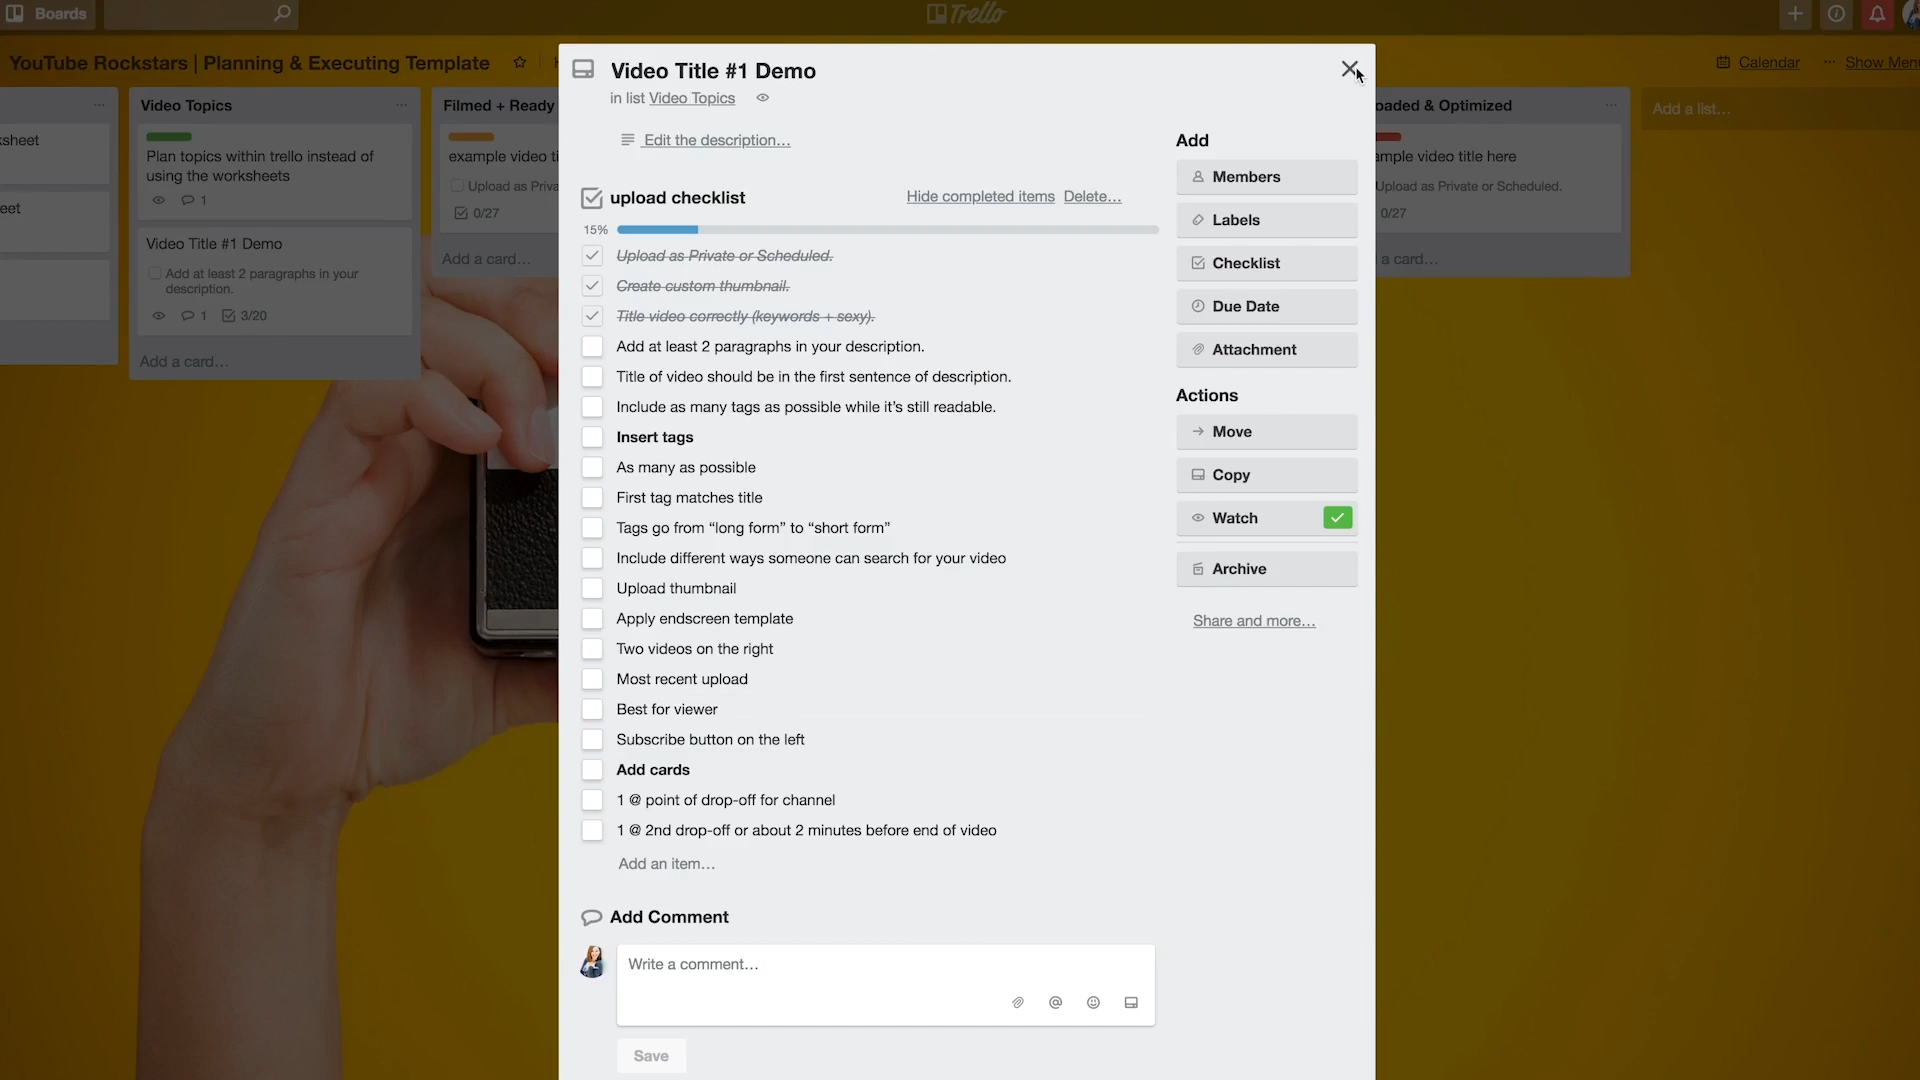 Boards
Trello
YouTube Rockstars | Planning & Executing Template
Calendar
Show Menu
ksheet
eet
Video Topics
Plan topics within trello instead of
using the worksheets
1
Video Title #1 Demo
Add at least 2 paragraphs in your
description.
1
3/20
Add a card…
Filmed + Ready
example video ti
Upload as Priva
0/27
Add a card…
Video Title #1 Demo
in list Video Topics
Edit the description…
upload checklist
Hide completed items
Delete…
15%
Upload as Private or Scheduled.
Create custom thumbnail.
Title video correctly (keywords + sexy).
Add at least 2 paragraphs in your description.
Title of video should be in the first sentence of description.
Include as many tags as possible while it’s still readable.
Insert tags
As many as possible
First tag matches title
Tags go from “long form” to “short form”
Include different ways someone can search for your video
Upload thumbnail
Apply endscreen template
Two videos on the right
Most recent upload
Best for viewer
Subscribe button on the left
Add cards
1 @ point of drop-off for channel
1 @ 2nd drop-off or about 2 minutes before end of video
Add an item…
Add Comment
Write a comment…
Save
Add
Members
Labels
Checklist
Due Date
Attachment
Actions
Move
Copy
Watch
Archive
Share and more…
oaded & Optimized
ample video title here
Upload as Private or Scheduled.
0/27
a card…
Add a list…